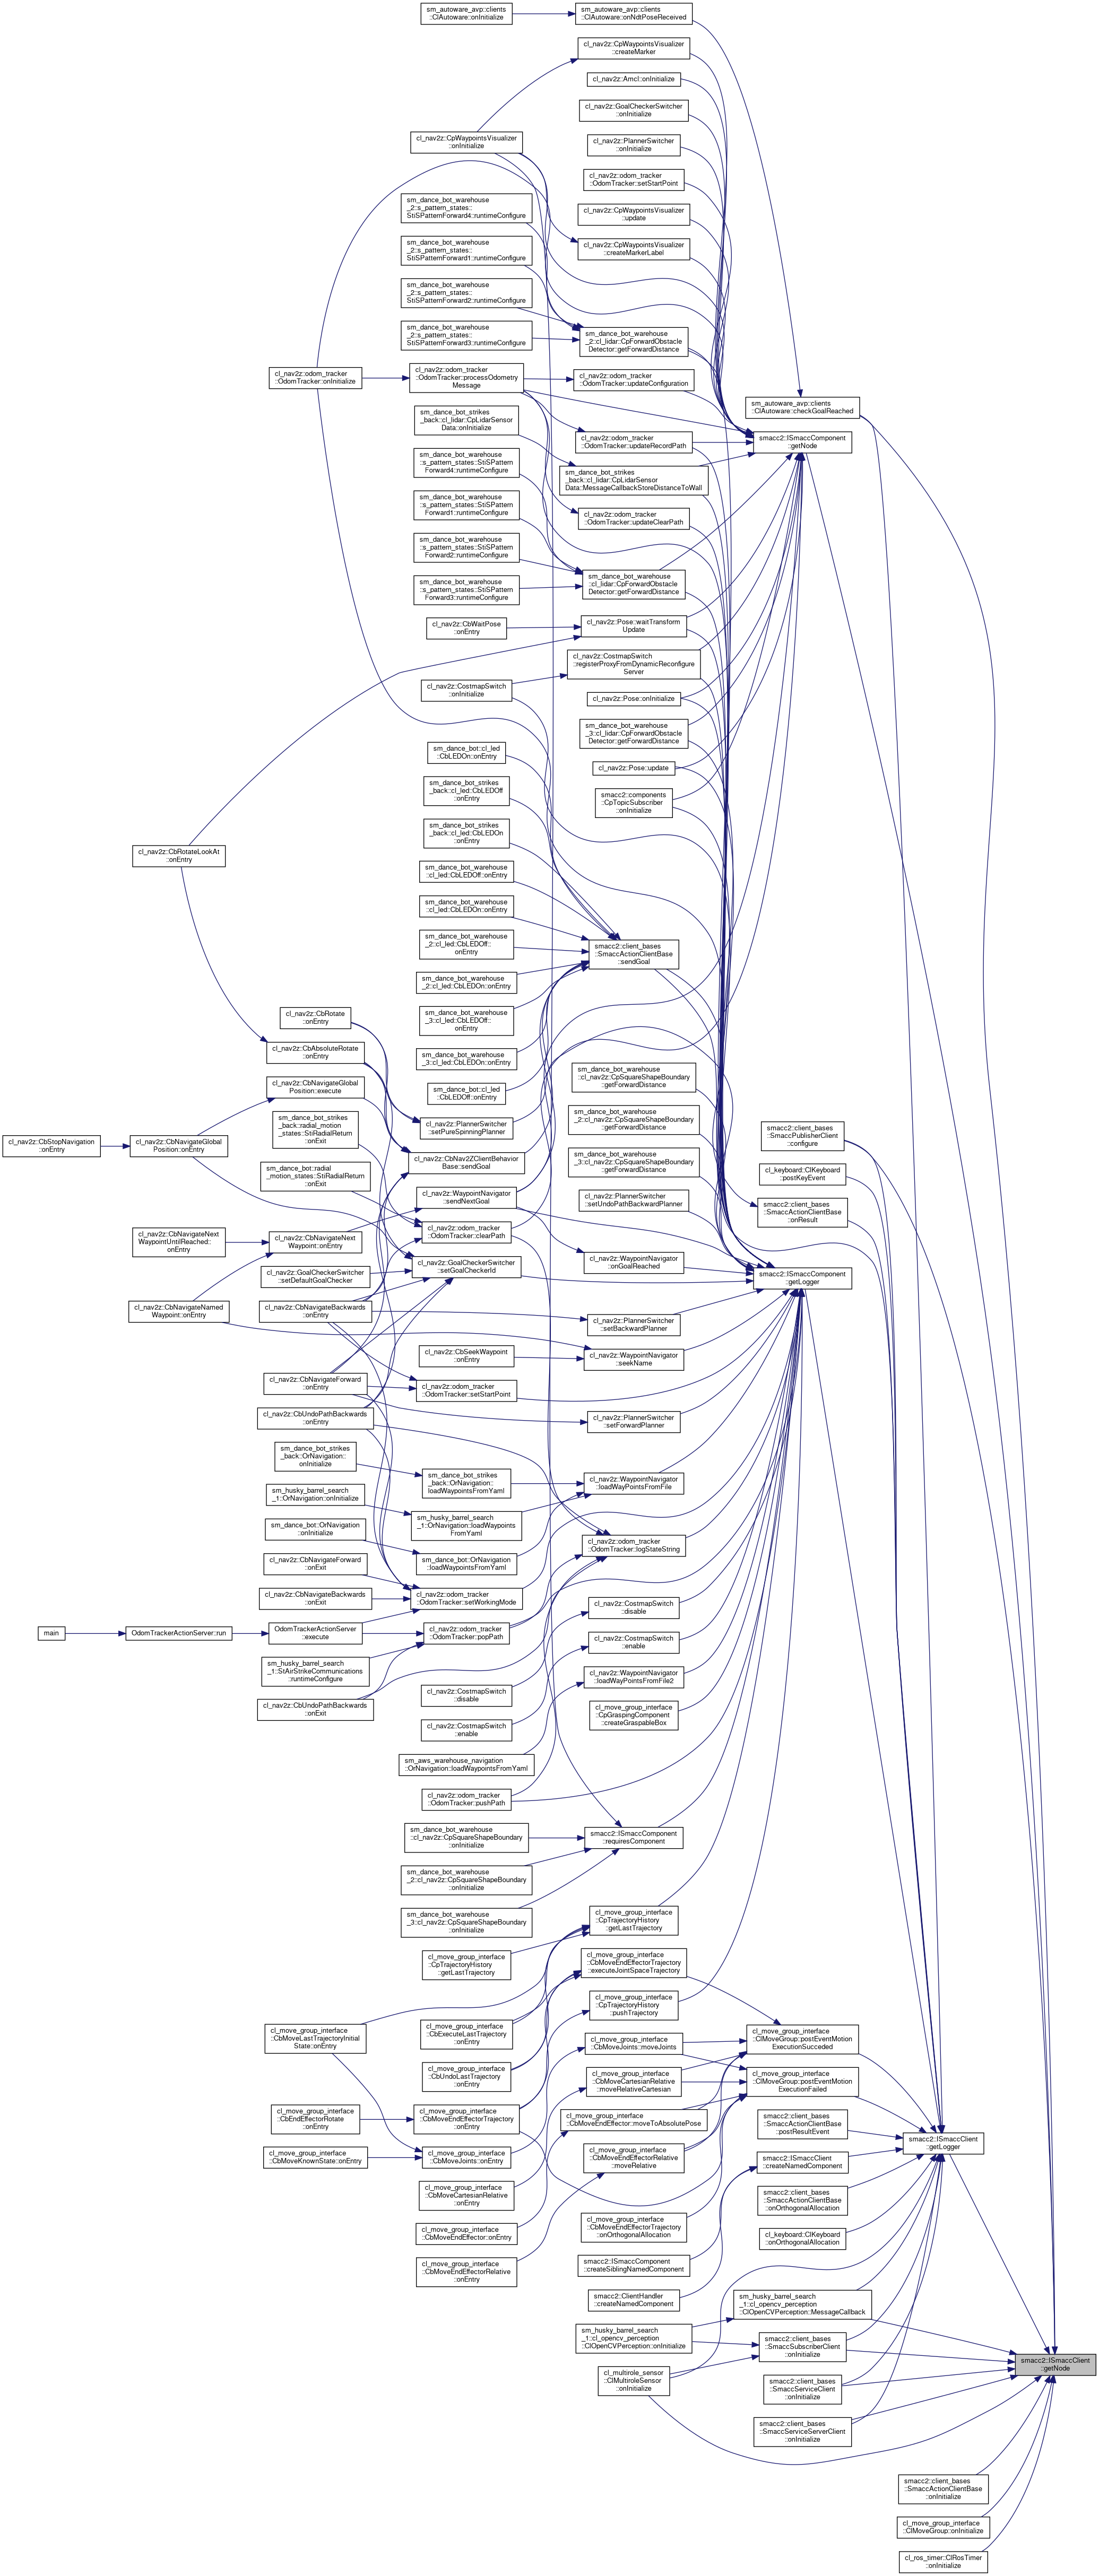 sm_autoware_avp::clients
::ClAutoware::onInitialize
sm_autoware_avp::clients
::ClAutoware::onNdtPoseReceived
cl_nav2z::CpWaypointsVisualizer
::createMarker
cl_nav2z::Amcl::onInitialize
cl_nav2z::GoalCheckerSwitcher
::onInitialize
cl_nav2z::CpWaypointsVisualizer
::onInitialize
cl_nav2z::PlannerSwitcher
::onInitialize
cl_nav2z::odom_tracker
::OdomTracker::setStartPoint
sm_dance_bot_warehouse
_2::s_pattern_states::
StiSPatternForward4::runtimeConfigure
cl_nav2z::CpWaypointsVisualizer
::update
sm_dance_bot_warehouse
_2::s_pattern_states::
StiSPatternForward1::runtimeConfigure
cl_nav2z::CpWaypointsVisualizer
::createMarkerLabel
sm_dance_bot_warehouse
_2::s_pattern_states::
StiSPatternForward2::runtimeConfigure
sm_dance_bot_warehouse
_2::s_pattern_states::
StiSPatternForward3::runtimeConfigure
sm_dance_bot_warehouse
_2::cl_lidar::CpForwardObstacle
Detector::getForwardDistance
cl_nav2z::odom_tracker
::OdomTracker::onInitialize
cl_nav2z::odom_tracker
::OdomTracker::processOdometry
Message
cl_nav2z::odom_tracker
::OdomTracker::updateConfiguration
sm_autoware_avp::clients
::ClAutoware::checkGoalReached
sm_dance_bot_strikes
_back::cl_lidar::CpLidarSensor
Data::onInitialize
cl_nav2z::odom_tracker
::OdomTracker::updateRecordPath
smacc2::ISmaccComponent
::getNode
sm_dance_bot_warehouse
::s_pattern_states::StiSPattern
Forward4::runtimeConfigure
sm_dance_bot_strikes
_back::cl_lidar::CpLidarSensor
Data::MessageCallbackStoreDistanceToWall
sm_dance_bot_warehouse
::s_pattern_states::StiSPattern
Forward1::runtimeConfigure
cl_nav2z::odom_tracker
::OdomTracker::updateClearPath
sm_dance_bot_warehouse
::s_pattern_states::StiSPattern
Forward2::runtimeConfigure
sm_dance_bot_warehouse
::s_pattern_states::StiSPattern
Forward3::runtimeConfigure
sm_dance_bot_warehouse
::cl_lidar::CpForwardObstacle
Detector::getForwardDistance
cl_nav2z::CbWaitPose
::onEntry
cl_nav2z::Pose::waitTransform
Update
cl_nav2z::CostmapSwitch
::registerProxyFromDynamicReconfigure
Server
cl_nav2z::CostmapSwitch
::onInitialize
cl_nav2z::Pose::onInitialize
sm_dance_bot_warehouse
_3::cl_lidar::CpForwardObstacle
Detector::getForwardDistance
sm_dance_bot::cl_led
::CbLEDOn::onEntry
cl_nav2z::Pose::update
sm_dance_bot_strikes
_back::cl_led::CbLEDOff
::onEntry
smacc2::components
::CpTopicSubscriber
::onInitialize
sm_dance_bot_strikes
_back::cl_led::CbLEDOn
::onEntry
cl_nav2z::CbRotateLookAt
::onEntry
sm_dance_bot_warehouse
::cl_led::CbLEDOff::onEntry
sm_dance_bot_warehouse
::cl_led::CbLEDOn::onEntry
sm_dance_bot_warehouse
_2::cl_led::CbLEDOff::
onEntry
smacc2::client_bases
::SmaccActionClientBase
::sendGoal
sm_dance_bot_warehouse
_2::cl_led::CbLEDOn::onEntry
sm_dance_bot_warehouse
_3::cl_led::CbLEDOff::
onEntry
cl_nav2z::CbRotate
::onEntry
cl_nav2z::CbAbsoluteRotate
::onEntry
sm_dance_bot_warehouse
_3::cl_led::CbLEDOn::onEntry
sm_dance_bot_warehouse
::cl_nav2z::CpSquareShapeBoundary
::getForwardDistance
cl_nav2z::CbNavigateGlobal
Position::execute
sm_dance_bot::cl_led
::CbLEDOff::onEntry
sm_dance_bot_warehouse
_2::cl_nav2z::CpSquareShapeBoundary
::getForwardDistance
sm_dance_bot_strikes
_back::radial_motion
_states::StiRadialReturn
::onExit
cl_nav2z::PlannerSwitcher
::setPureSpinningPlanner
smacc2::client_bases
::SmaccPublisherClient
::configure
cl_nav2z::CbStopNavigation
::onEntry
cl_nav2z::CbNavigateGlobal
Position::onEntry
cl_nav2z::CbNav2ZClientBehavior
Base::sendGoal
sm_dance_bot_warehouse
_3::cl_nav2z::CpSquareShapeBoundary
::getForwardDistance
cl_keyboard::ClKeyboard
::postKeyEvent
sm_dance_bot::radial
_motion_states::StiRadialReturn
::onExit
cl_nav2z::WaypointNavigator
::sendNextGoal
cl_nav2z::PlannerSwitcher
::setUndoPathBackwardPlanner
smacc2::client_bases
::SmaccActionClientBase
::onResult
cl_nav2z::CbNavigateNext
WaypointUntilReached::
onEntry
cl_nav2z::CbNavigateNext
Waypoint::onEntry
cl_nav2z::odom_tracker
::OdomTracker::clearPath
cl_nav2z::GoalCheckerSwitcher
::setDefaultGoalChecker
cl_nav2z::GoalCheckerSwitcher
::setGoalCheckerId
cl_nav2z::WaypointNavigator
::onGoalReached
smacc2::ISmaccComponent
::getLogger
cl_nav2z::CbNavigateNamed
Waypoint::onEntry
cl_nav2z::CbNavigateBackwards
::onEntry
cl_nav2z::PlannerSwitcher
::setBackwardPlanner
cl_nav2z::CbSeekWaypoint
::onEntry
cl_nav2z::WaypointNavigator
::seekName
cl_nav2z::CbNavigateForward
::onEntry
cl_nav2z::odom_tracker
::OdomTracker::setStartPoint
cl_nav2z::CbUndoPathBackwards
::onEntry
cl_nav2z::PlannerSwitcher
::setForwardPlanner
sm_dance_bot_strikes
_back::OrNavigation::
onInitialize
sm_dance_bot_strikes
_back::OrNavigation::
loadWaypointsFromYaml
cl_nav2z::WaypointNavigator
::loadWayPointsFromFile
sm_husky_barrel_search
_1::OrNavigation::onInitialize
sm_husky_barrel_search
_1::OrNavigation::loadWaypoints
FromYaml
sm_dance_bot::OrNavigation
::onInitialize
cl_nav2z::odom_tracker
::OdomTracker::logStateString
cl_nav2z::CbNavigateForward
::onExit
sm_dance_bot::OrNavigation
::loadWaypointsFromYaml
cl_nav2z::CbNavigateBackwards
::onExit
cl_nav2z::odom_tracker
::OdomTracker::setWorkingMode
cl_nav2z::CostmapSwitch
::disable
main
OdomTrackerActionServer::run
OdomTrackerActionServer
::execute
cl_nav2z::odom_tracker
::OdomTracker::popPath
cl_nav2z::CostmapSwitch
::enable
sm_husky_barrel_search
_1::StAirStrikeCommunications
::runtimeConfigure
cl_nav2z::WaypointNavigator
::loadWayPointsFromFile2
cl_nav2z::CbUndoPathBackwards
::onExit
cl_nav2z::CostmapSwitch
::disable
cl_move_group_interface
::CpGraspingComponent
::createGraspableBox
cl_nav2z::CostmapSwitch
::enable
sm_aws_warehouse_navigation
::OrNavigation::loadWaypointsFromYaml
cl_nav2z::odom_tracker
::OdomTracker::pushPath
sm_dance_bot_warehouse
::cl_nav2z::CpSquareShapeBoundary
::onInitialize
smacc2::ISmaccComponent
::requiresComponent
sm_dance_bot_warehouse
_2::cl_nav2z::CpSquareShapeBoundary
::onInitialize
sm_dance_bot_warehouse
_3::cl_nav2z::CpSquareShapeBoundary
::onInitialize
cl_move_group_interface
::CpTrajectoryHistory
::getLastTrajectory
cl_move_group_interface
::CpTrajectoryHistory
::getLastTrajectory
cl_move_group_interface
::CbMoveEndEffectorTrajectory
::executeJointSpaceTrajectory
cl_move_group_interface
::CpTrajectoryHistory
::pushTrajectory
cl_move_group_interface
::CbMoveLastTrajectoryInitial
State::onEntry
cl_move_group_interface
::CbExecuteLastTrajectory
::onEntry
cl_move_group_interface
::CbMoveJoints::moveJoints
cl_move_group_interface
::ClMoveGroup::postEventMotion
ExecutionSucceded
cl_move_group_interface
::CbUndoLastTrajectory
::onEntry
cl_move_group_interface
::CbMoveCartesianRelative
::moveRelativeCartesian
cl_move_group_interface
::ClMoveGroup::postEventMotion
ExecutionFailed
cl_move_group_interface
::CbEndEffectorRotate
::onEntry
cl_move_group_interface
::CbMoveEndEffectorTrajectory
::onEntry
cl_move_group_interface
::CbMoveEndEffector::moveToAbsolutePose
smacc2::client_bases
::SmaccActionClientBase
::postResultEvent
smacc2::ISmaccClient
::getLogger
cl_move_group_interface
::CbMoveKnownState::onEntry
cl_move_group_interface
::CbMoveJoints::onEntry
cl_move_group_interface
::CbMoveEndEffectorRelative
::moveRelative
smacc2::ISmaccClient
::createNamedComponent
cl_move_group_interface
::CbMoveCartesianRelative
::onEntry
smacc2::client_bases
::SmaccActionClientBase
::onOrthogonalAllocation
cl_move_group_interface
::CbMoveEndEffector::onEntry
cl_move_group_interface
::CbMoveEndEffectorTrajectory
::onOrthogonalAllocation
cl_keyboard::ClKeyboard
::onOrthogonalAllocation
cl_move_group_interface
::CbMoveEndEffectorRelative
::onEntry
smacc2::ISmaccComponent
::createSiblingNamedComponent
smacc2::ClientHandler
::createNamedComponent
sm_husky_barrel_search
_1::cl_opencv_perception
::ClOpenCVPerception::MessageCallback
sm_husky_barrel_search
_1::cl_opencv_perception
::ClOpenCVPerception::onInitialize
smacc2::client_bases
::SmaccSubscriberClient
::onInitialize
smacc2::ISmaccClient
::getNode
cl_multirole_sensor
::ClMultiroleSensor
::onInitialize
smacc2::client_bases
::SmaccServiceClient
::onInitialize
smacc2::client_bases
::SmaccServiceServerClient
::onInitialize
smacc2::client_bases
::SmaccActionClientBase
::onInitialize
cl_move_group_interface
::ClMoveGroup::onInitialize
cl_ros_timer::ClRosTimer
::onInitialize